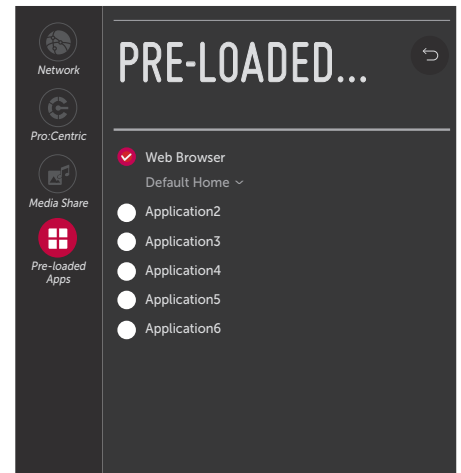 Network
Pro:Centric
Media Share
Pre-loaded
Apps
PRE-LOADED...
Web Browser
Default Home
Application2
Application3
Application4
Application5
Application6